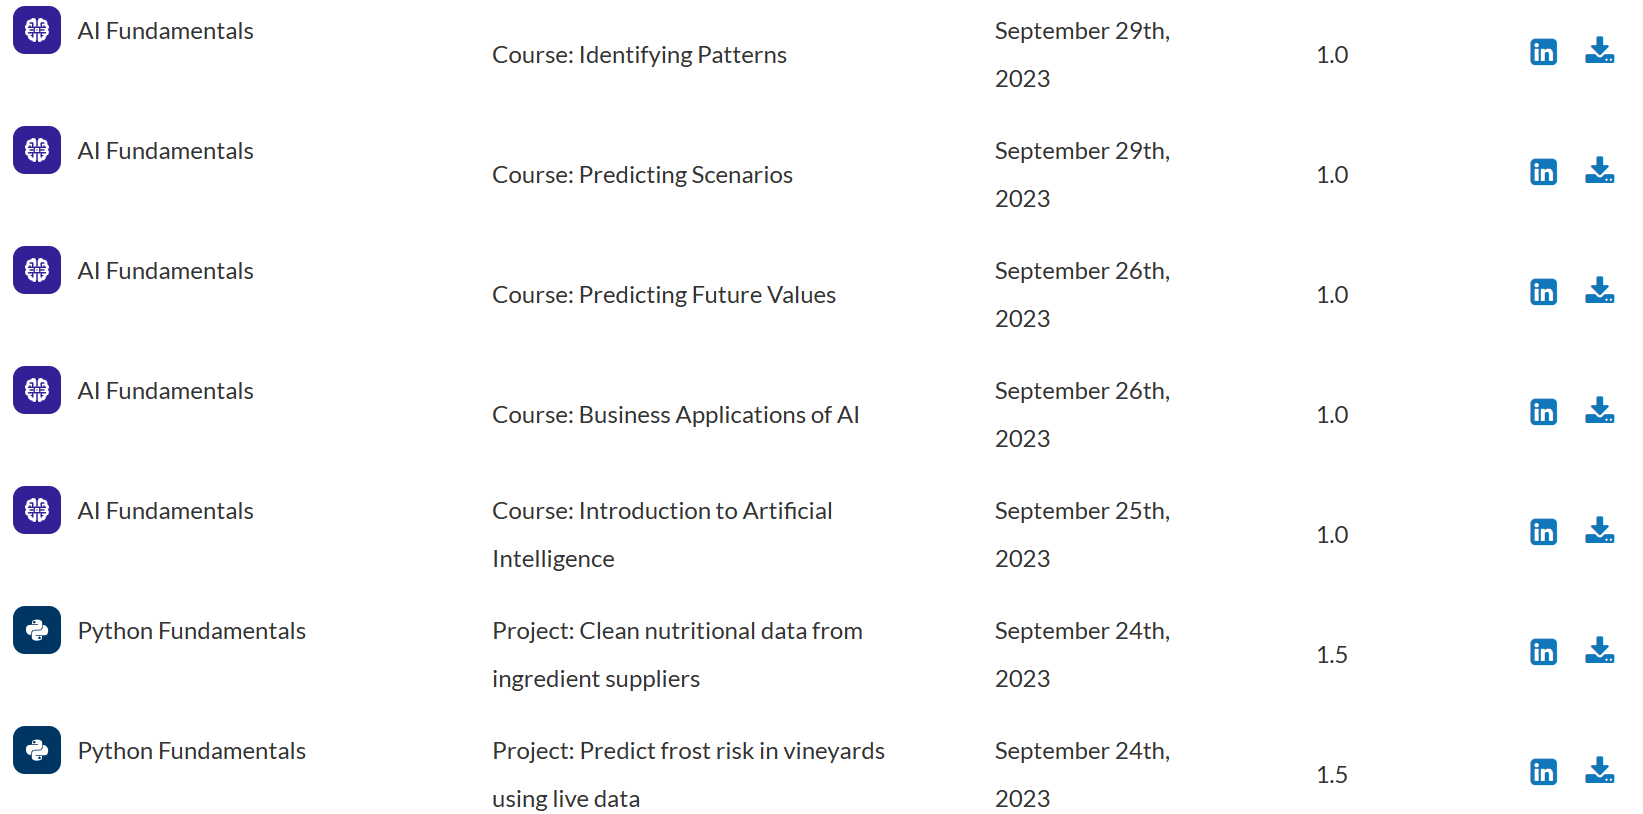 AI Fundamentals
Course: Identifying Patterns
September 29th,
2023
1.0
AI Fundamentals
Course: Predicting Scenarios
September 29th,
2023
1.0
AI Fundamentals
Course: Predicting Future Values
September 26th,
2023
1.0
AI Fundamentals
Course: Business Applications of AI
September 26th,
2023
1.0
AI Fundamentals
Course: Introduction to Artificial
Intelligence
September 25th,
2023
1.0
Python Fundamentals
Project: Clean nutritional data from
ingredient suppliers
September 24th,
2023
1.5
Python Fundamentals
Project: Predict frost risk in vineyards
using live data
September 24th,
2023
1.5